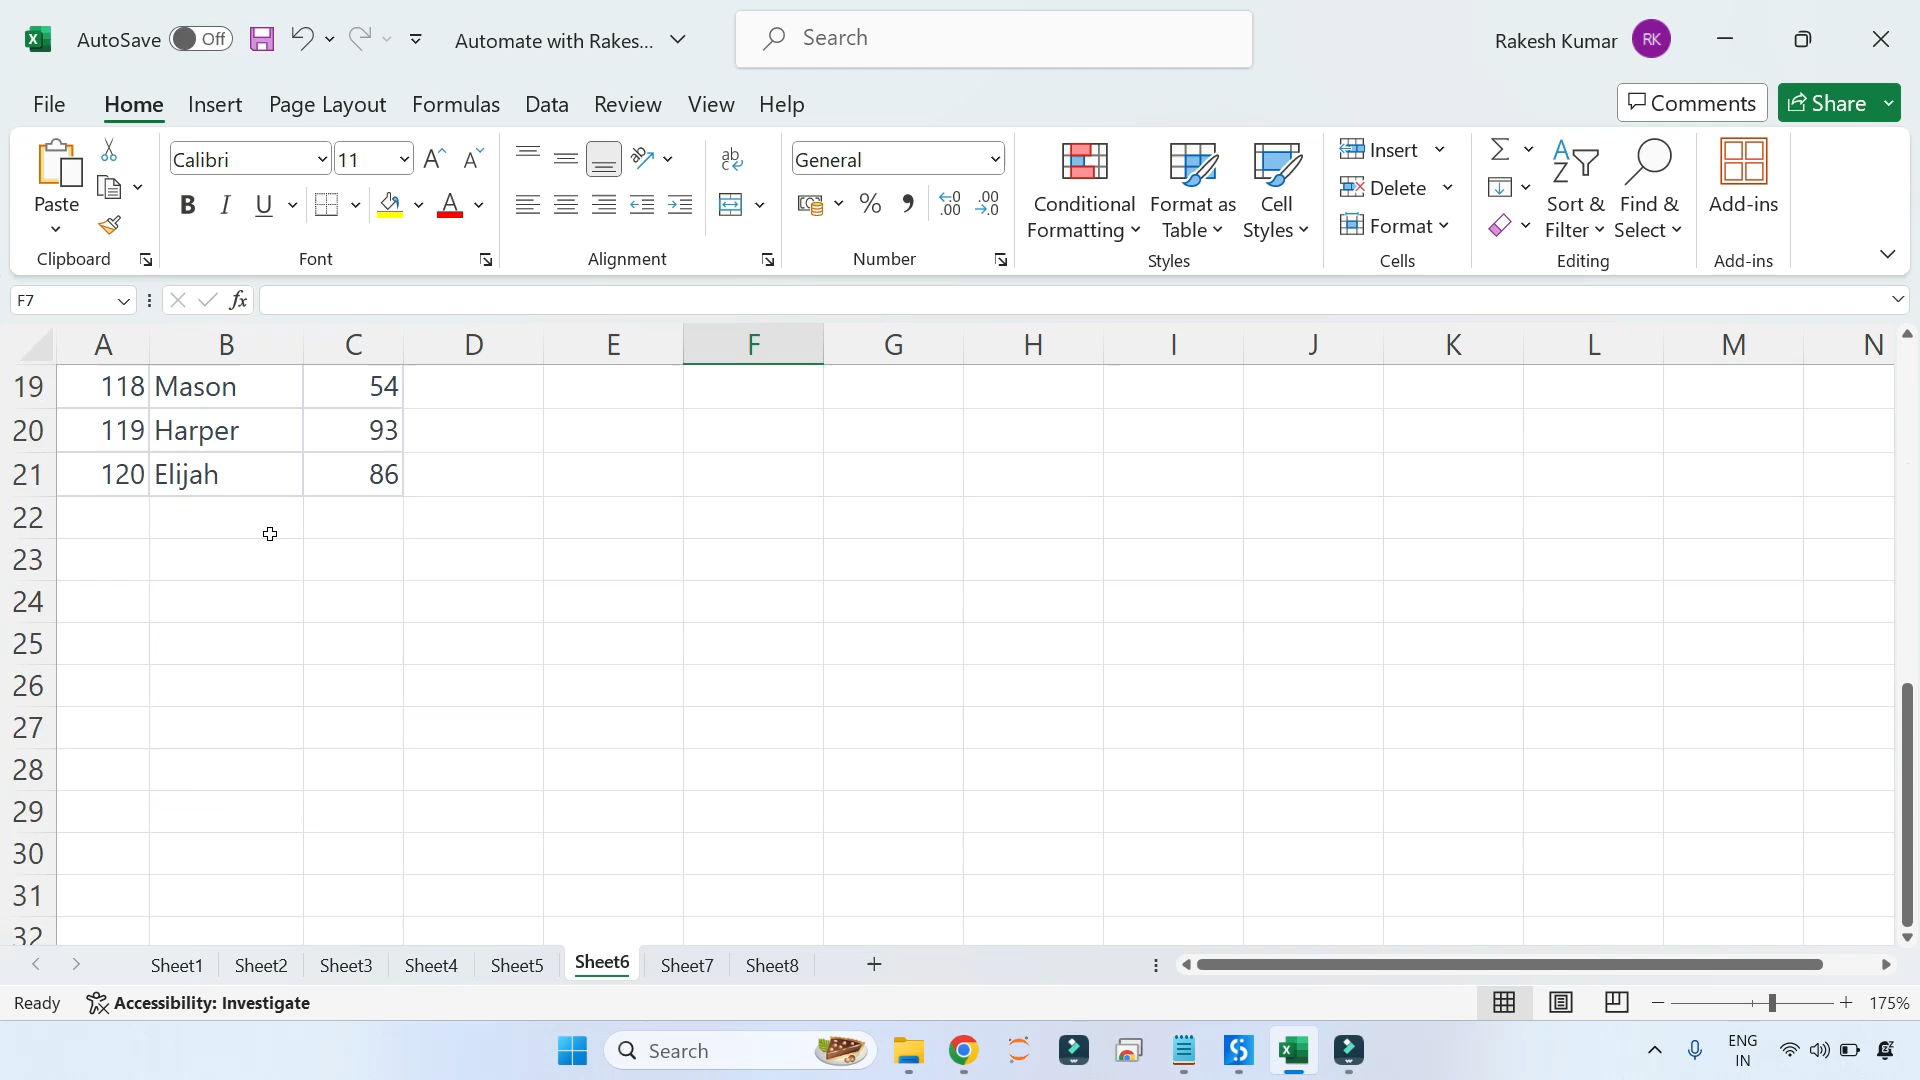 AutoSave Off Automate with Rakes... Search Rakesh Kumar RK
File Home Insert Page Layout Formulas Data Review View Help Comments Share
Paste Calibri 11 General Conditional Formatting Format as Table Cell Styles Insert Delete Format Sort & Filter Find & Select Add-ins
Clipboard Font Alignment Number Styles Cells Editing Add-ins
F7 fx
A B C D E F G H I J K L M N
19 118 Mason 54
20 119 Harper 93
21 120 Elijah 86
22
23
24
25
26
27
28
29
30
31
32
Sheet1 Sheet2 Sheet3 Sheet4 Sheet5 Sheet6 Sheet7 Sheet8
Ready Accessibility: Investigate 175%
Search ENG
IN